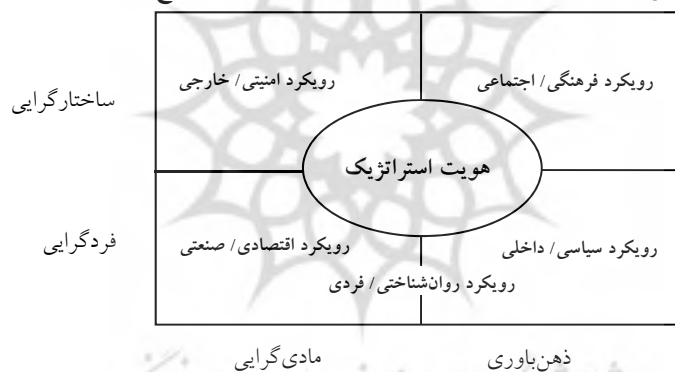 رویکرد فرهنگی/ اجتماعی
رویکرد امنیتی/ خارجی
ساختارگرایی
هویت استراتژیک
رویکرد سیاسی/ داخلی
رویکرد اقتصادی/ صنعتی
فردگرایی
رویکرد روان‌شناختی/ فردی
ذهن‌باوری
مادی‌گرایی